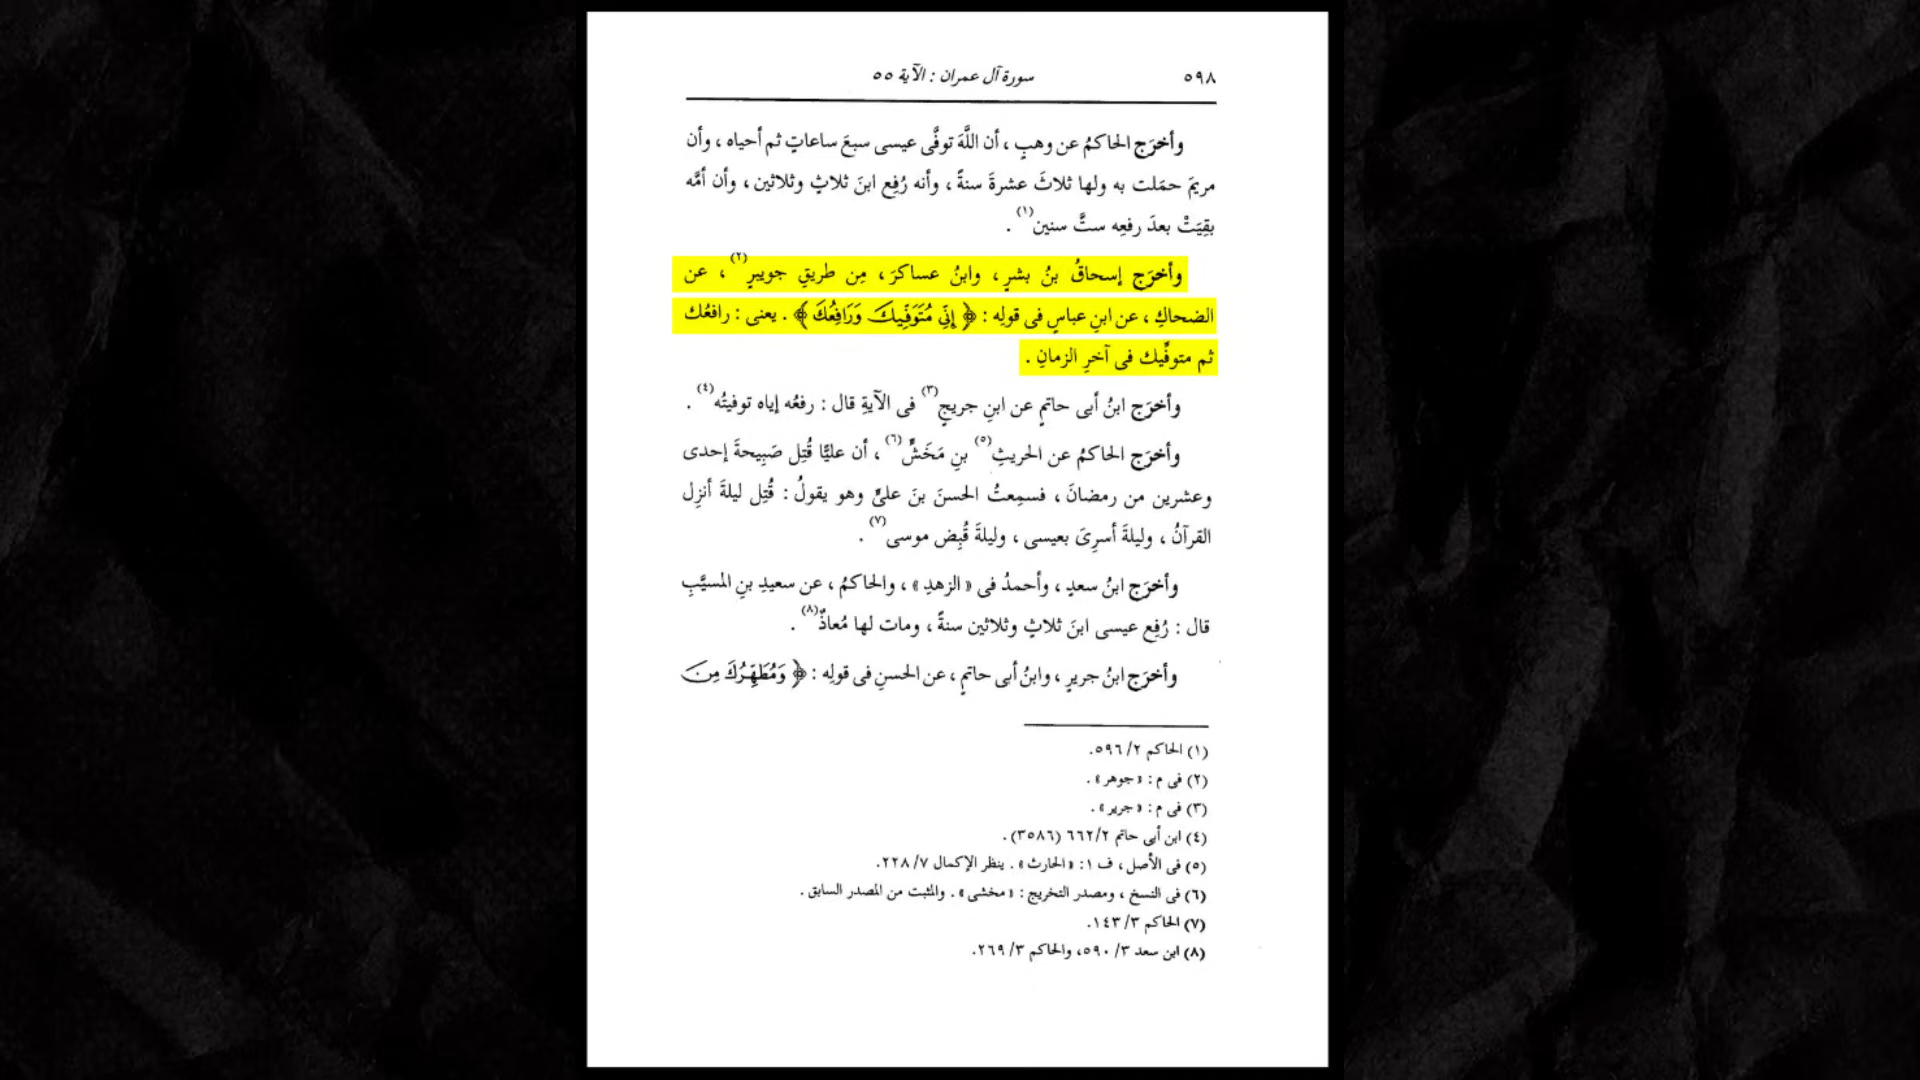 ٥٩٨ سورة آل عمران : الآية ٥٥
وأخرَج الحاكمُ عن وهبٍ ، أن اللَّهَ توفَّى عيسى سبعَ ساعاتٍ ثم أحياه ، وأن
مريمَ حمَلت به ولها ثلاثَ عشرةَ سنةً ، وأنه رُفِع ابنَ ثلاثٍ وثلاثين ، وأن أمَّه
بقِيَتْ بعدَ رفعِه ستَّ سنين(١) .
وأخرَج إسحاقُ بنُ بشرٍ ، وابنُ عساكرَ ، مِن طريقِ جويبرٍ(٢) ، عن
الضحاكِ ، عن ابنِ عباسٍ فى قولِه : ﴿ إِنِّي مُتَوَفِّيكَ وَرَافِعُكَ ﴾ . يعنى : رافعُك
ثم متوفِّيك فى آخرِ الزمانِ .
وأخرَج ابنُ أبى حاتمٍ عن ابنِ جريجٍ(٣) فى الآيةِ قال : رفعُه إياه توفيتُه(٤) .
وأخرَج الحاكمُ عن الحريثِ(٥) بنِ مَخَشٍّ(٦) ، أن عليًّا قُتِل صَبِيحةَ إحدى
وعشرين من رمضانَ ، فسمِعتُ الحسنَ بنَ علىٍّ وهو يقولُ : قُتِل ليلةَ أنزِل
القرآنُ ، وليلةَ أسرِىَ بعيسى ، وليلةَ قُبِض موسى(٧) .
وأخرَج ابنُ سعدٍ ، وأحمدُ فى « الزهدِ » ، والحاكمُ ، عن سعيدِ بنِ المسيَّبِ
قال : رُفِع عيسى ابنَ ثلاثٍ وثلاثين سنةً ، ومات لها مُعاذٌ(٨) .
وأخرَج ابنُ جريرٍ ، وابنُ أبى حاتمٍ ، عن الحسنِ فى قولِه : ﴿ وَمُطَهِّرُكَ مِنَ
(١) الحاكم ٢/ ٥٩٦.
(٢) فى م : « جوهر » .
(٣) فى م : « جرير » .
(٤) ابن أبى حاتم ٢/ ٦٦٢ (٣٥٨٦) .
(٥) فى الأصل ، ف ١: « الحارث » . ينظر الإكمال ٧/ ٢٢٨.
(٦) فى النسخ ، ومصدر التخريج : « مخشى » . والمثبت من المصدر السابق .
(٧) الحاكم ٣/ ١٤٣.
(٨) ابن سعد ٣/ ٥٩٠، والحاكم ٣/ ٢٦٩.